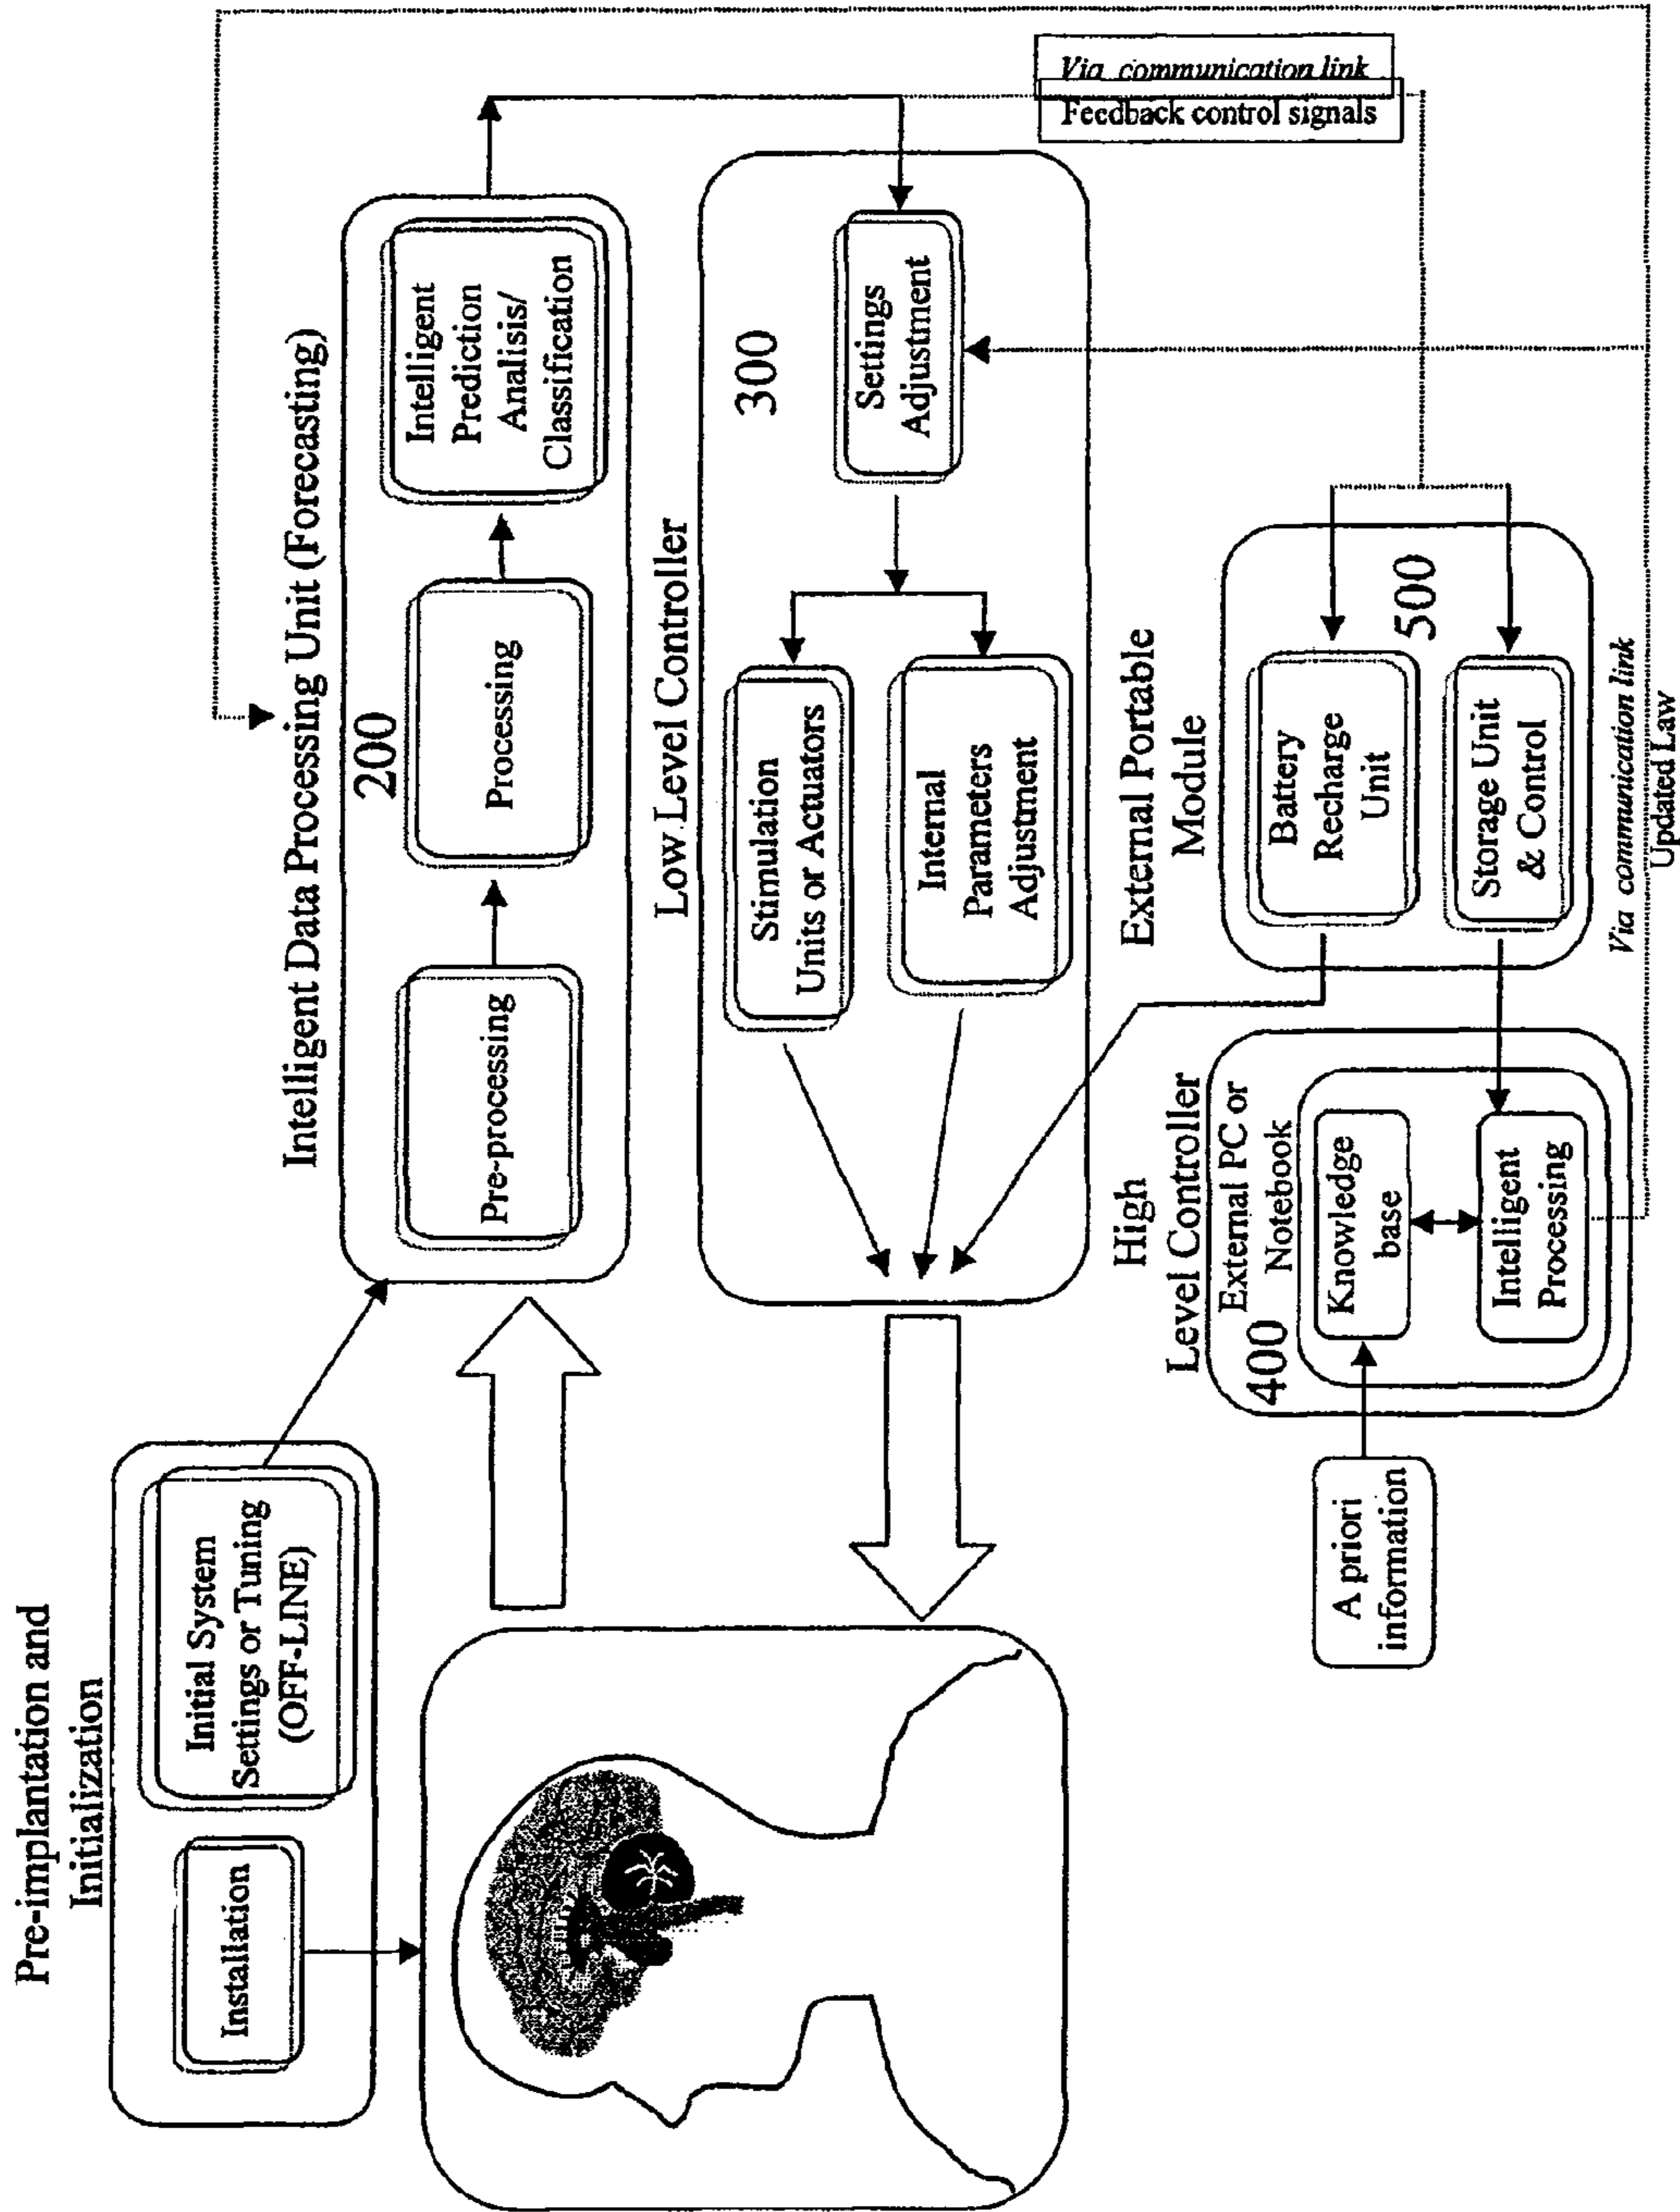 Pre-implantation and
Initialization
Installation
Initial System
Settings or Tuning
(OFF-LINE)
Intelligent Data Processing Unit (Forecasting)
200
Pre-processing
Processing
Intelligent
Prediction
Analisis/
Classification
Low Level Controller
300
Stimulation
Units or Actuators
Internal
Parameters
Adjustment
Settings
Adjustment
Via communication link
Feedback control signals
High
Level Controller
External PC or
Notebook
400
Knowledge
base
Intelligent
Processing
A priori
information
External Portable
Module
Battery
Recharge
Unit
500
Storage Unit
& Control
Via communication link
Updated Law